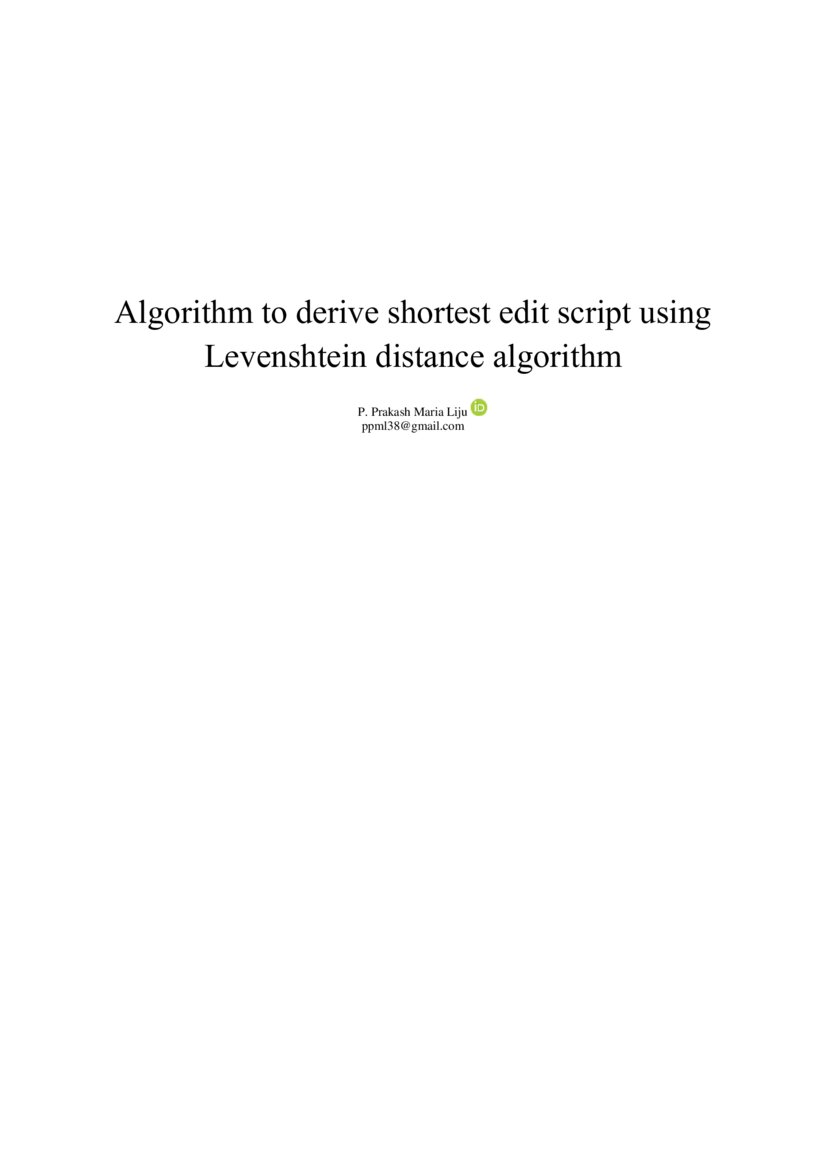 Algorithm to derive shortest edit script using
Levenshtein distance algorithm
P. Prakash Maria Liju iD
ppml38@gmail.com